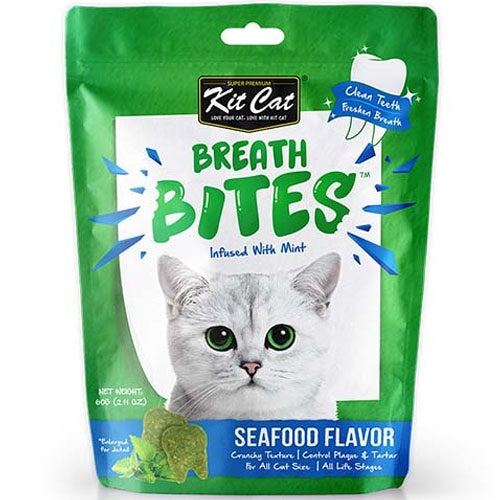 SUPER PREMIUM
Kit Cat®
LOVE YOUR CAT, LOVE WITH KIT CAT
Clean Teeth
Freshen Breath
BREATH
BITES™
Infused With Mint
NET WEIGHT:
60G (2.11 OZ.)
*Enlarged
for detail
SEAFOOD FLAVOR
Crunchy Texture | Control Plaque & Tartar
For All Cat Size | All Life Stages